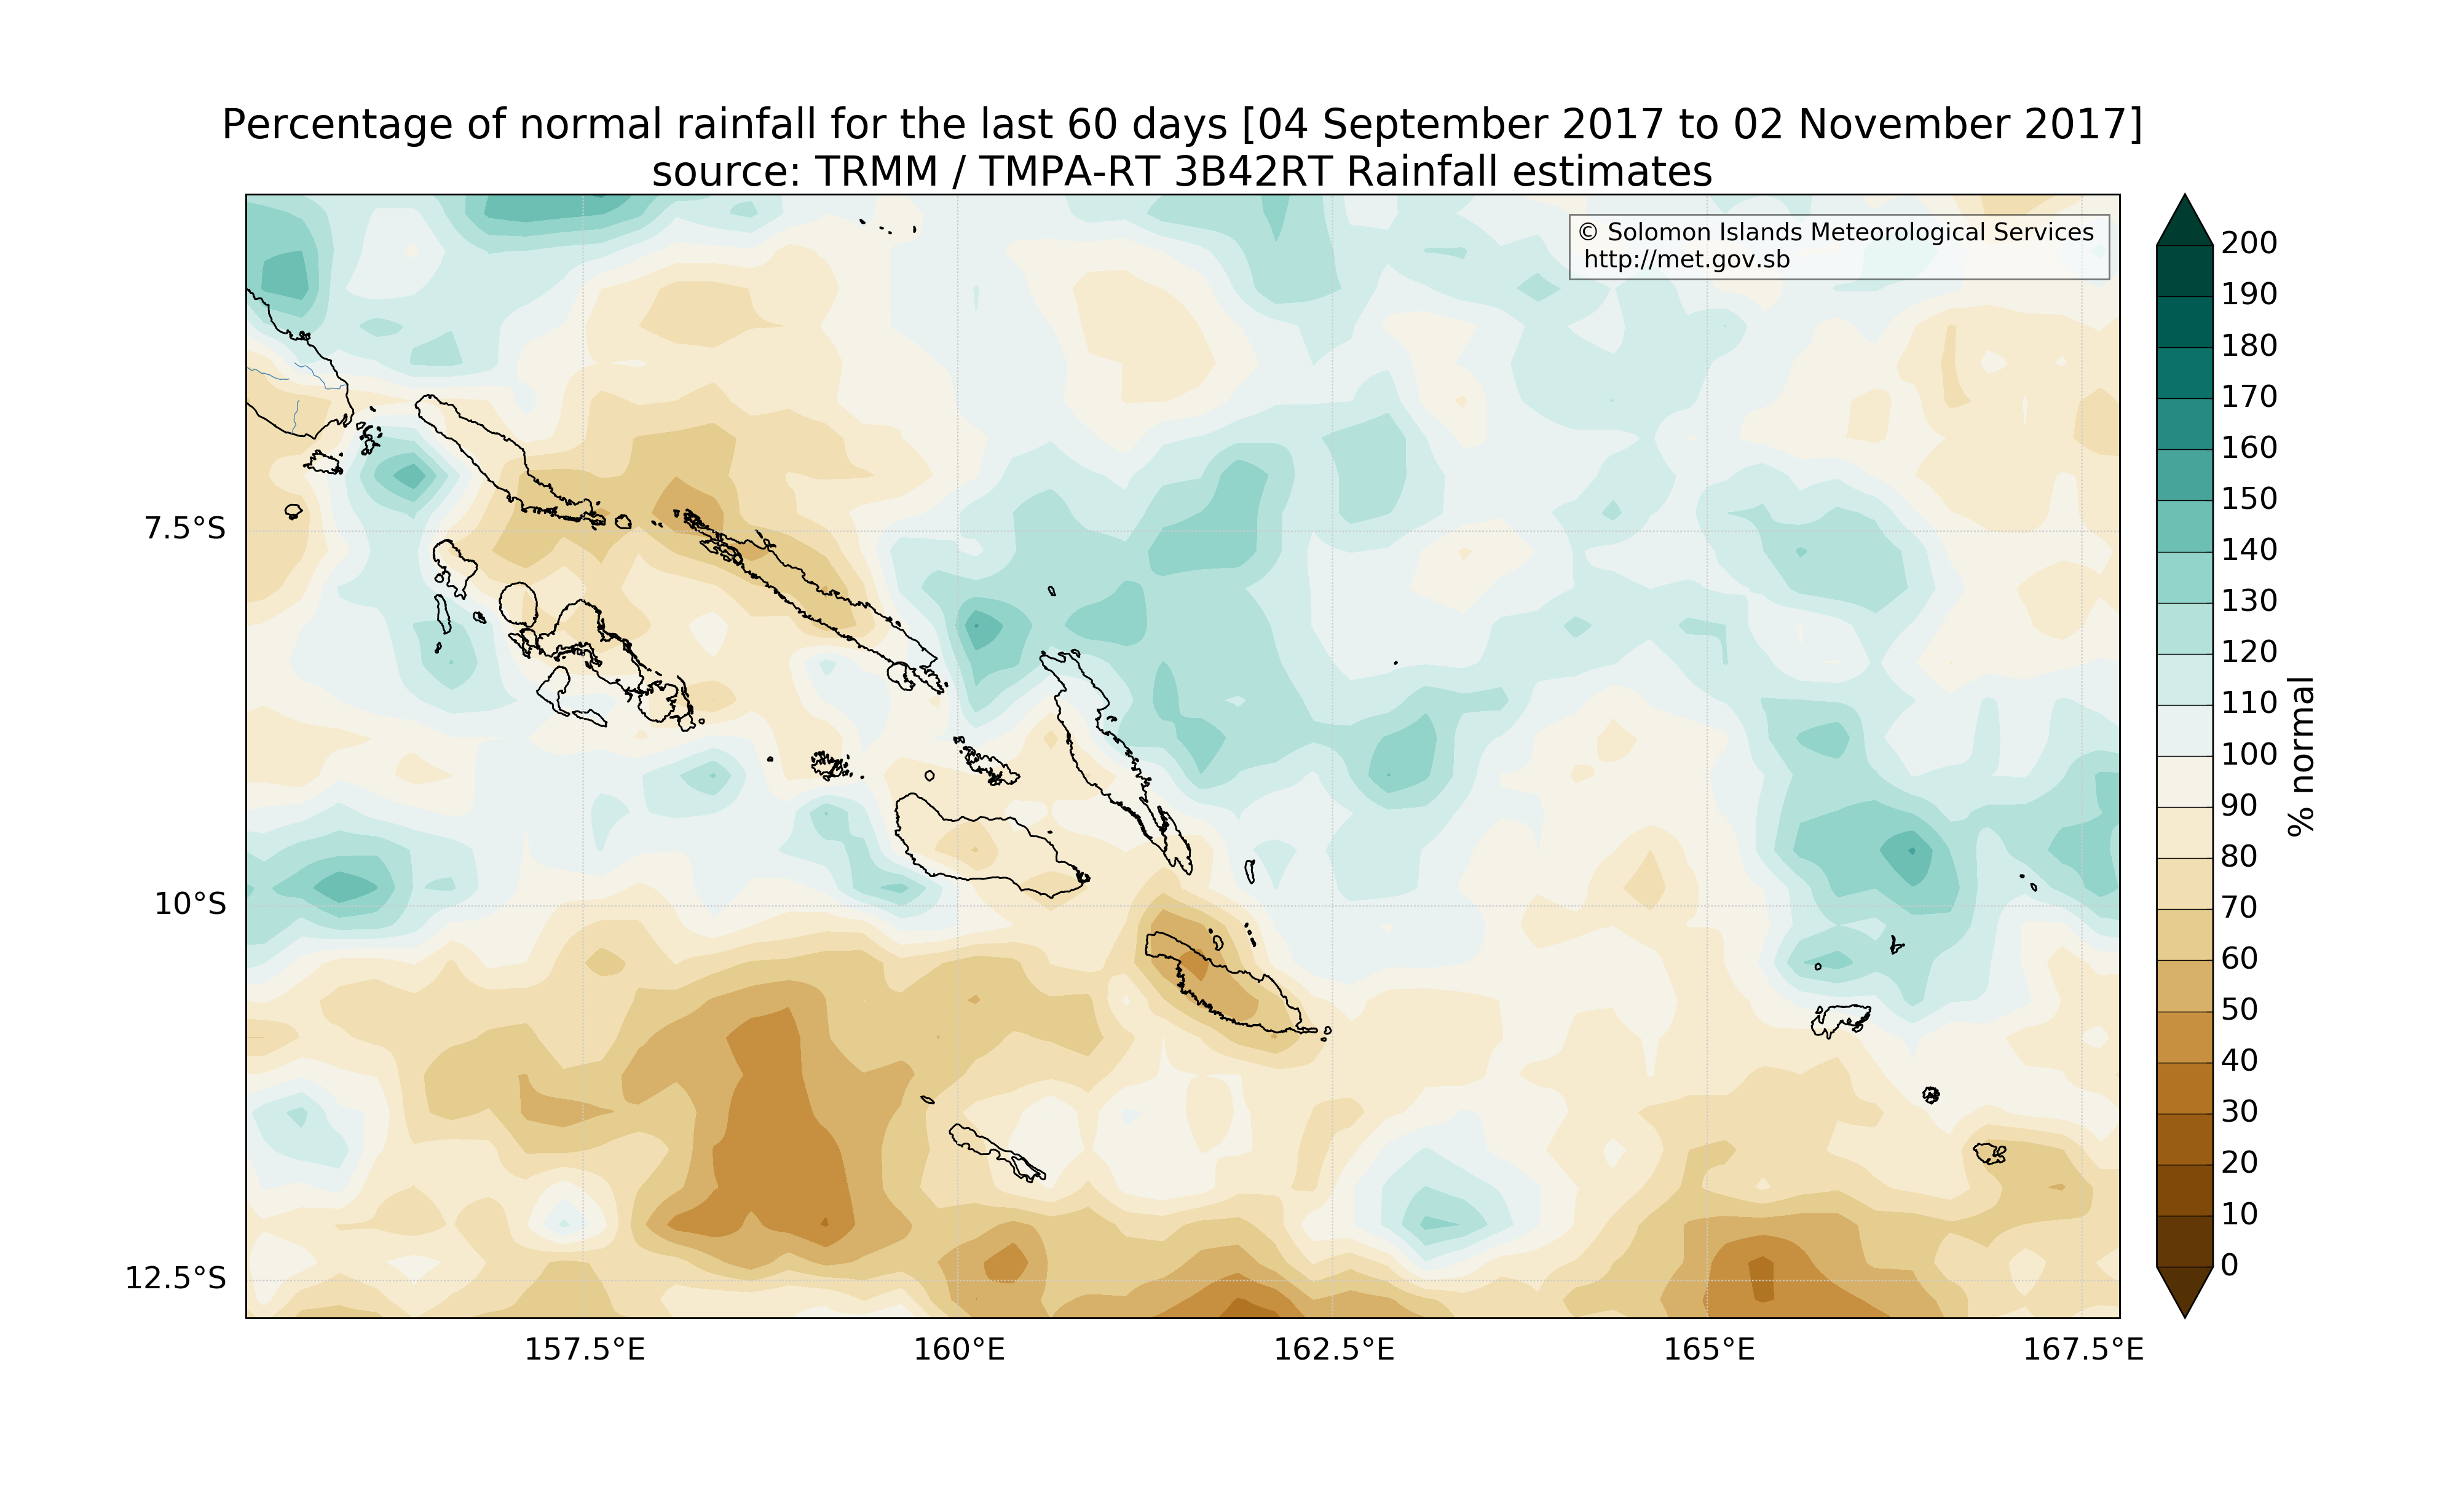 Percentage of normal rainfall for the last 60 days [04 September 2017 to 02 November 2017]
source: TRMM / TMPA-RT 3B42RT Rainfall estimates
© Solomon Islands Meteorological Services
http://met.gov.sb
7.5°S
10°S
12.5°S
157.5°E
160°E
162.5°E
165°E
167.5°E
200
190
180
170
160
150
140
130
120
110
100
90
80
70
60
50
40
30
20
10
0
% normal